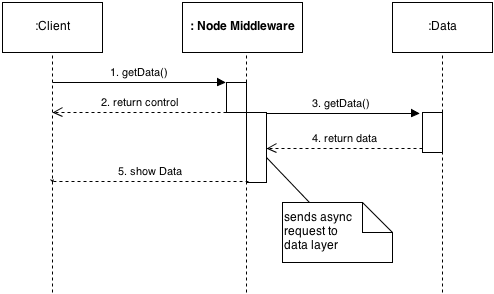 :Client
: Node Middleware
:Data
1. getData()
2. return control
3. getData()
4. return data
5. show Data
sends async
request to
data layer